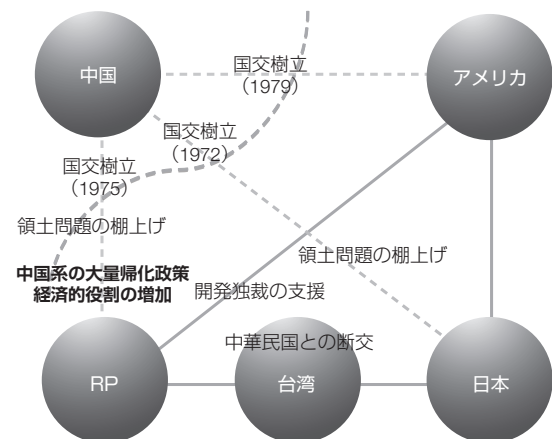 中国
国交樹立
（1979）
アメリカ
国交樹立
（1972）
国交樹立
（1975）
領土問題の棚上げ
領土問題の棚上げ
中国系の大量帰化政策
経済的役割の増加
開発独裁の支援
中華民国との断交
RP
台湾
日本